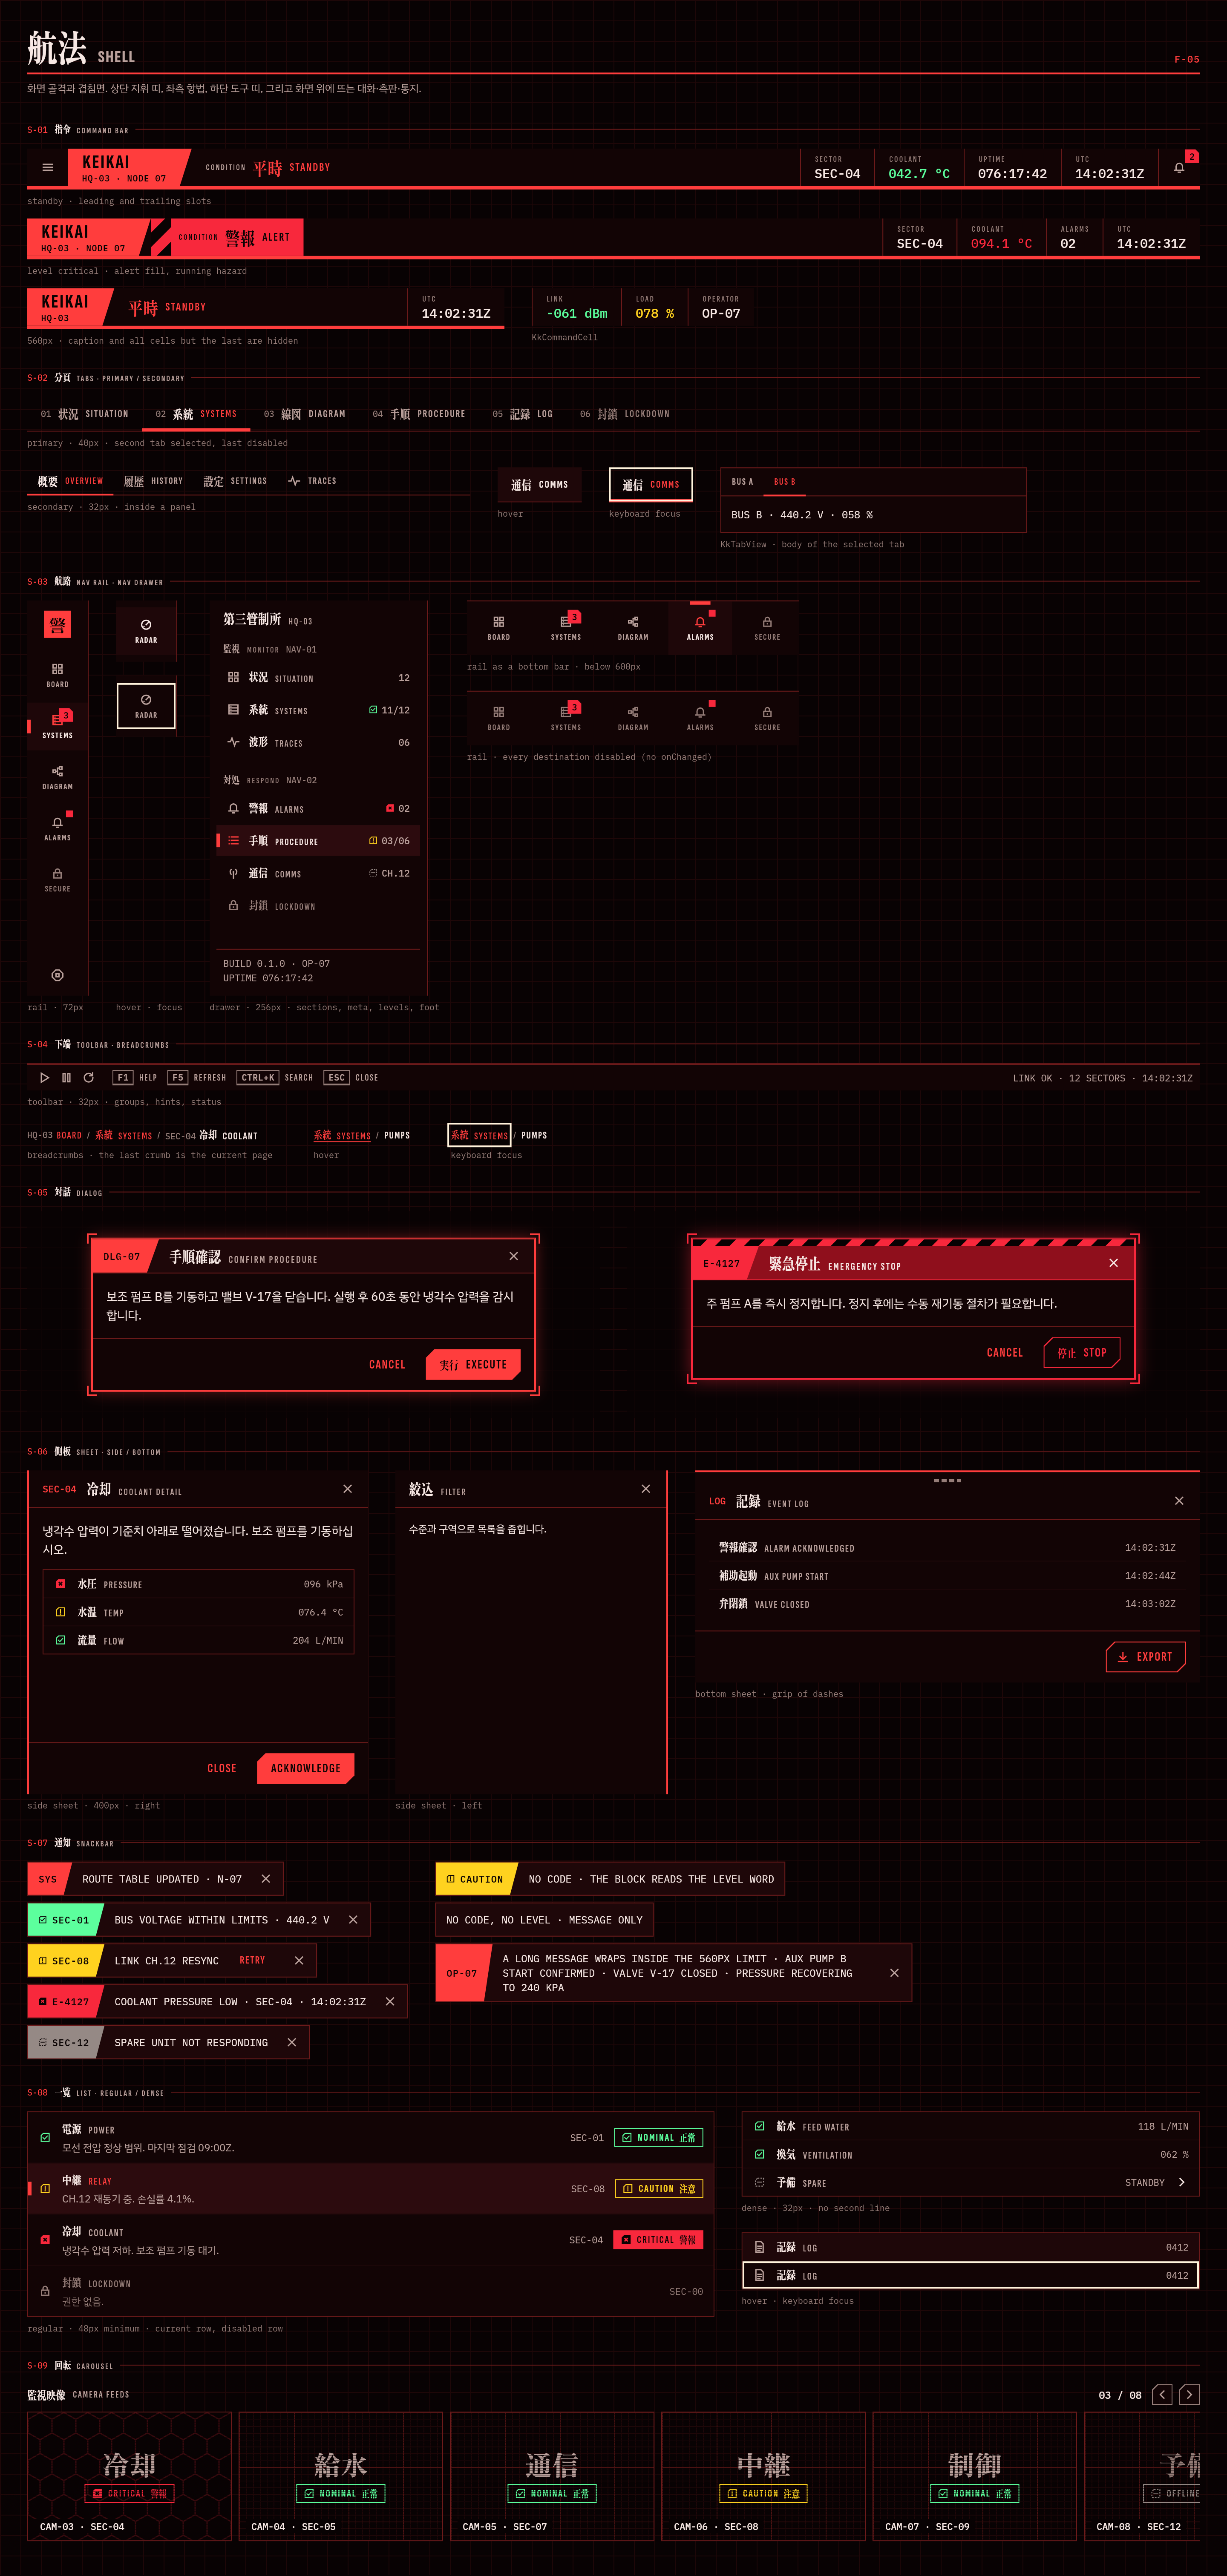 航法 SHELL F-05
화면 골격과 겹침면. 상단 지휘 띠, 좌측 항법, 하단 도구 띠, 그리고 화면 위에 뜨는 대화·측판·통지.
S-01 指令 COMMAND BAR
KEIKAI
HQ-03 · NODE 07
CONDITION 平時 STANDBY
SECTOR
SEC-04
COOLANT
042.7 °C
UPTIME
076:17:42
UTC
14:02:31Z
2
standby · leading and trailing slots
KEIKAI
HQ-03 · NODE 07
CONDITION 警報 ALERT
SECTOR
SEC-04
COOLANT
094.1 °C
ALARMS
02
UTC
14:02:31Z
level critical · alert fill, running hazard
KEIKAI
HQ-03
平時 STANDBY
UTC
14:02:31Z
LINK
-061 dBm
LOAD
078 %
OPERATOR
OP-07
560px · caption and all cells but the last are hidden
KkCommandCell
S-02 分頁 TABS · PRIMARY / SECONDARY
01 状況 SITUATION
02 系統 SYSTEMS
03 線図 DIAGRAM
04 手順 PROCEDURE
05 記録 LOG
06 封鎖 LOCKDOWN
primary · 40px · second tab selected, last disabled
概要 OVERVIEW
履歴 HISTORY
設定 SETTINGS
TRACES
secondary · 32px · inside a panel
通信 COMMS
hover
通信 COMMS
keyboard focus
BUS A BUS B
BUS B · 440.2 V · 058 %
KkTabView · body of the selected tab
S-03 航路 NAV RAIL · NAV DRAWER
警
BOARD
3
SYSTEMS
DIAGRAM
ALARMS
SECURE
rail · 72px
RADAR
RADAR
hover · focus
第三管制所 HQ-03
監視 MONITOR NAV-01
状況 SITUATION 12
系統 SYSTEMS 11/12
波形 TRACES 06
対処 RESPOND NAV-02
警報 ALARMS 02
手順 PROCEDURE 03/06
通信 COMMS CH.12
封鎖 LOCKDOWN
BUILD 0.1.0 · OP-07
UPTIME 076:17:42
drawer · 256px · sections, meta, levels, foot
3
BOARD SYSTEMS DIAGRAM ALARMS SECURE
rail as a bottom bar · below 600px
3
BOARD SYSTEMS DIAGRAM ALARMS SECURE
rail · every destination disabled (no onChanged)
S-04 下端 TOOLBAR · BREADCRUMBS
F1 HELP F5 REFRESH CTRL+K SEARCH ESC CLOSE
LINK OK · 12 SECTORS · 14:02:31Z
toolbar · 32px · groups, hints, status
HQ-03 BOARD / 系統 SYSTEMS / SEC-04 冷却 COOLANT
breadcrumbs · the last crumb is the current page
系統 SYSTEMS / PUMPS
hover
系統 SYSTEMS / PUMPS
keyboard focus
S-05 対話 DIALOG
DLG-07 手順確認 CONFIRM PROCEDURE
보조 펌프 B를 기동하고 밸브 V-17을 닫습니다. 실행 후 60초 동안 냉각수 압력을 감시
합니다.
CANCEL 実行 EXECUTE
E-4127 緊急停止 EMERGENCY STOP
주 펌프 A를 즉시 정지합니다. 정지 후에는 수동 재기동 절차가 필요합니다.
CANCEL 停止 STOP
S-06 側板 SHEET · SIDE / BOTTOM
SEC-04 冷却 COOLANT DETAIL
냉각수 압력이 기준치 아래로 떨어졌습니다. 보조 펌프를 기동하십
시오.
水圧 PRESSURE 096 kPa
水温 TEMP 076.4 °C
流量 FLOW 204 L/MIN
CLOSE ACKNOWLEDGE
side sheet · 400px · right
絞込 FILTER
수준과 구역으로 목록을 좁힙니다.
side sheet · left
LOG 記録 EVENT LOG
警報確認 ALARM ACKNOWLEDGED 14:02:31Z
補助起動 AUX PUMP START 14:02:44Z
弁閉鎖 VALVE CLOSED 14:03:02Z
EXPORT
bottom sheet · grip of dashes
S-07 通知 SNACKBAR
SYS ROUTE TABLE UPDATED · N-07
SEC-01 BUS VOLTAGE WITHIN LIMITS · 440.2 V
SEC-08 LINK CH.12 RESYNC RETRY
E-4127 COOLANT PRESSURE LOW · SEC-04 · 14:02:31Z
SEC-12 SPARE UNIT NOT RESPONDING
CAUTION NO CODE · THE BLOCK READS THE LEVEL WORD
NO CODE, NO LEVEL · MESSAGE ONLY
OP-07
A LONG MESSAGE WRAPS INSIDE THE 560PX LIMIT · AUX PUMP B
START CONFIRMED · VALVE V-17 CLOSED · PRESSURE RECOVERING
TO 240 KPA
S-08 一覧 LIST · REGULAR / DENSE
電源 POWER
모선 전압 정상 범위. 마지막 점검 09:00Z.
SEC-01 NOMINAL 正常
中継 RELAY
CH.12 재동기 중. 손실률 4.1%.
SEC-08 CAUTION 注意
冷却 COOLANT
냉각수 압력 저하. 보조 펌프 기동 대기.
SEC-04 CRITICAL 警報
封鎖 LOCKDOWN
권한 없음.
SEC-00
regular · 48px minimum · current row, disabled row
給水 FEED WATER 118 L/MIN
換気 VENTILATION 062 %
予備 SPARE STANDBY
dense · 32px · no second line
記録 LOG 0412
記録 LOG 0412
hover · keyboard focus
S-09 回転 CAROUSEL
監視映像 CAMERA FEEDS 03 / 08
冷却
CRITICAL 警報
CAM-03 · SEC-04
給水
NOMINAL 正常
CAM-04 · SEC-05
通信
NOMINAL 正常
CAM-05 · SEC-07
中継
CAUTION 注意
CAM-06 · SEC-08
制御
NOMINAL 正常
CAM-07 · SEC-09
予備
OFFLINE
CAM-08 · SEC-12